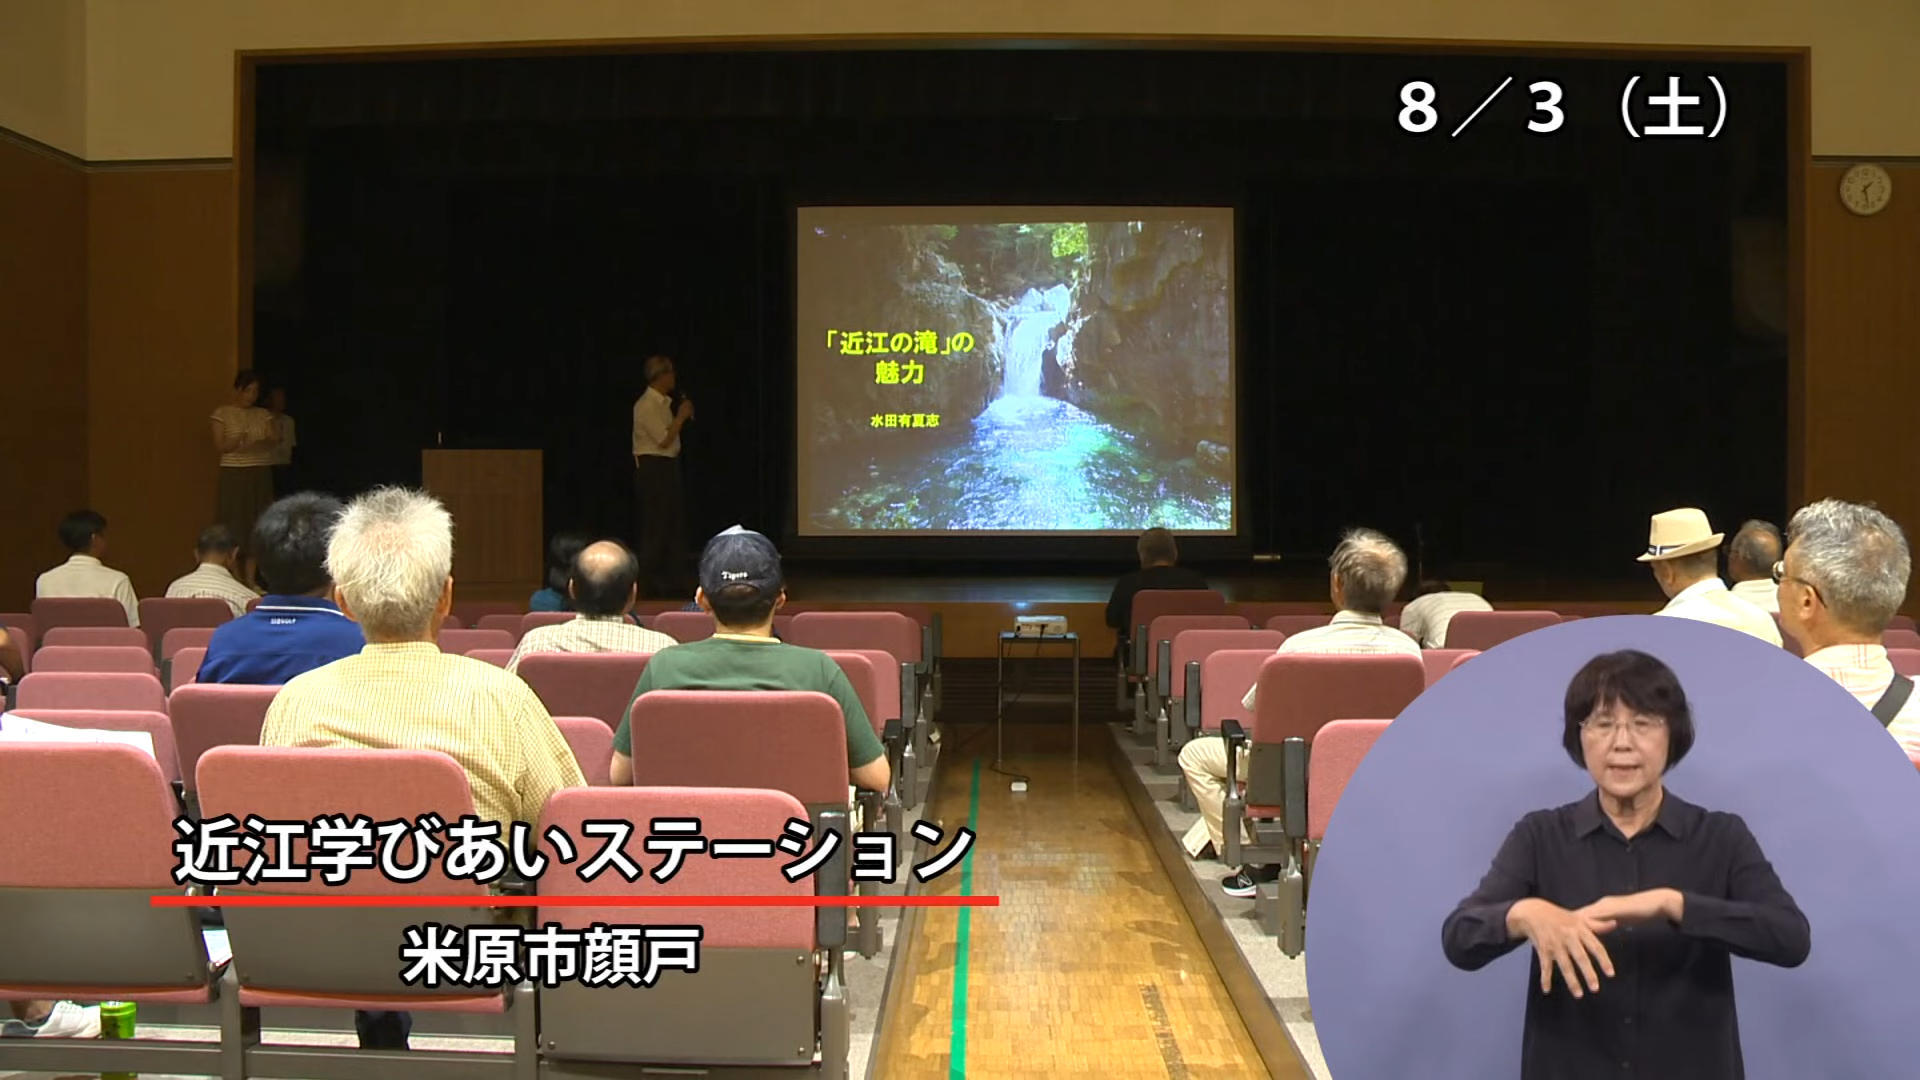 8／3（土）
「近江の滝」の
魅力
水田有夏志
Tigers
近江学びあいステーション
米原市顔戸